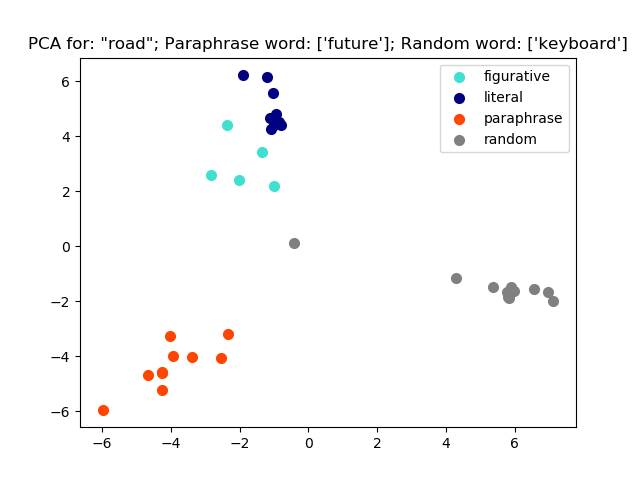 PCA for: "road"; Paraphrase word: ['future']; Random word: ['keyboard']
figurative
literal
paraphrase
random
6
4
2
0
−2
−4
−6
−6
−4
−2
0
2
4
6